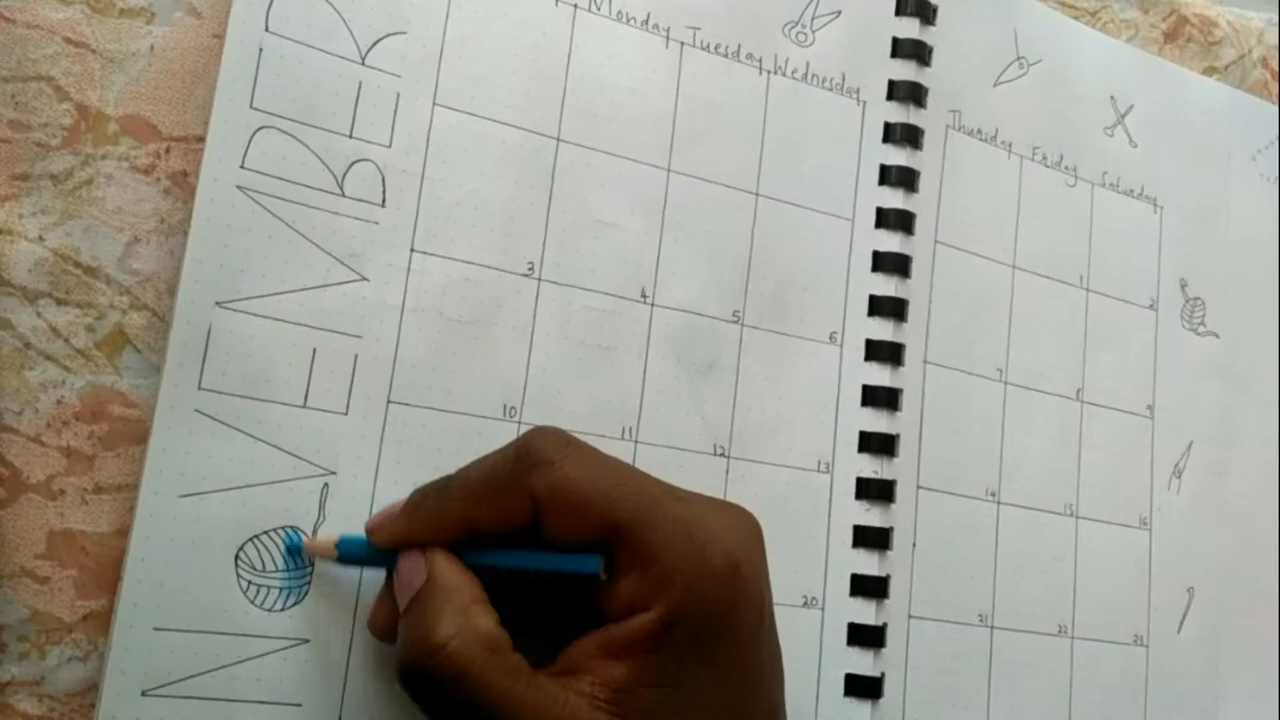 NOVEMBER
Monday Tuesday Wednesday
Thursday Friday Saturday
1 2
3 4 5 6
7 8 9
10 11 12 13
14 15 16
20
21 22 23